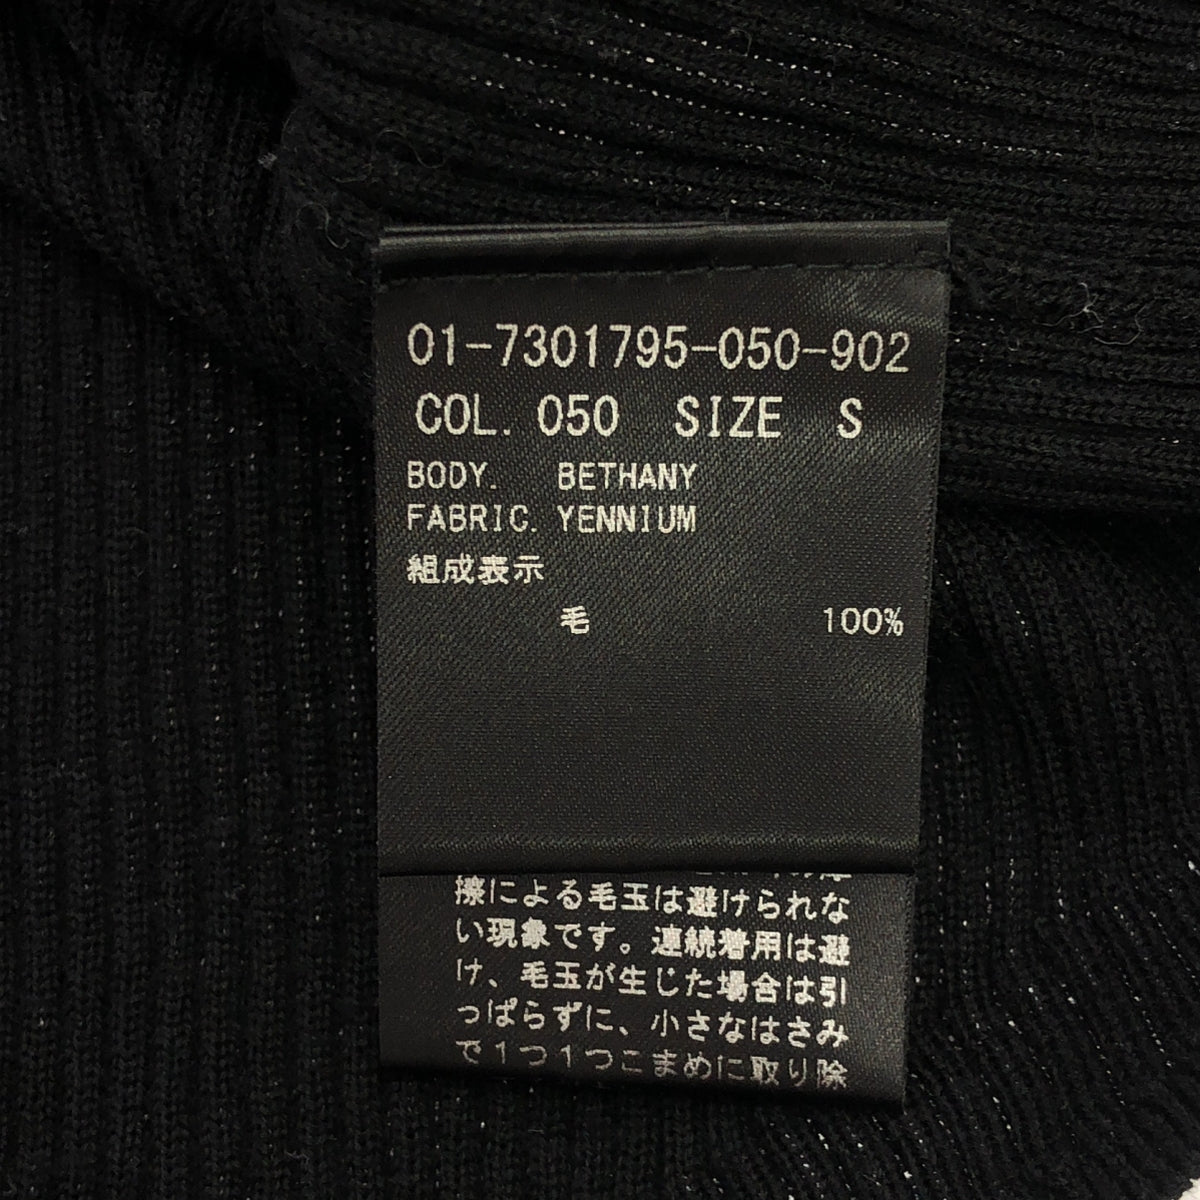 01-7301795-050-902
COL. 050 SIZE S
BODY. BETHANY
FABRIC. YENNIUM
組成表示
毛 100%
擦による毛玉は避けられな
い現象です。連続着用は避
け、毛玉が生じた場合は引
っぱらずに、小さなはさみ
で1つ1つこまめに取り除